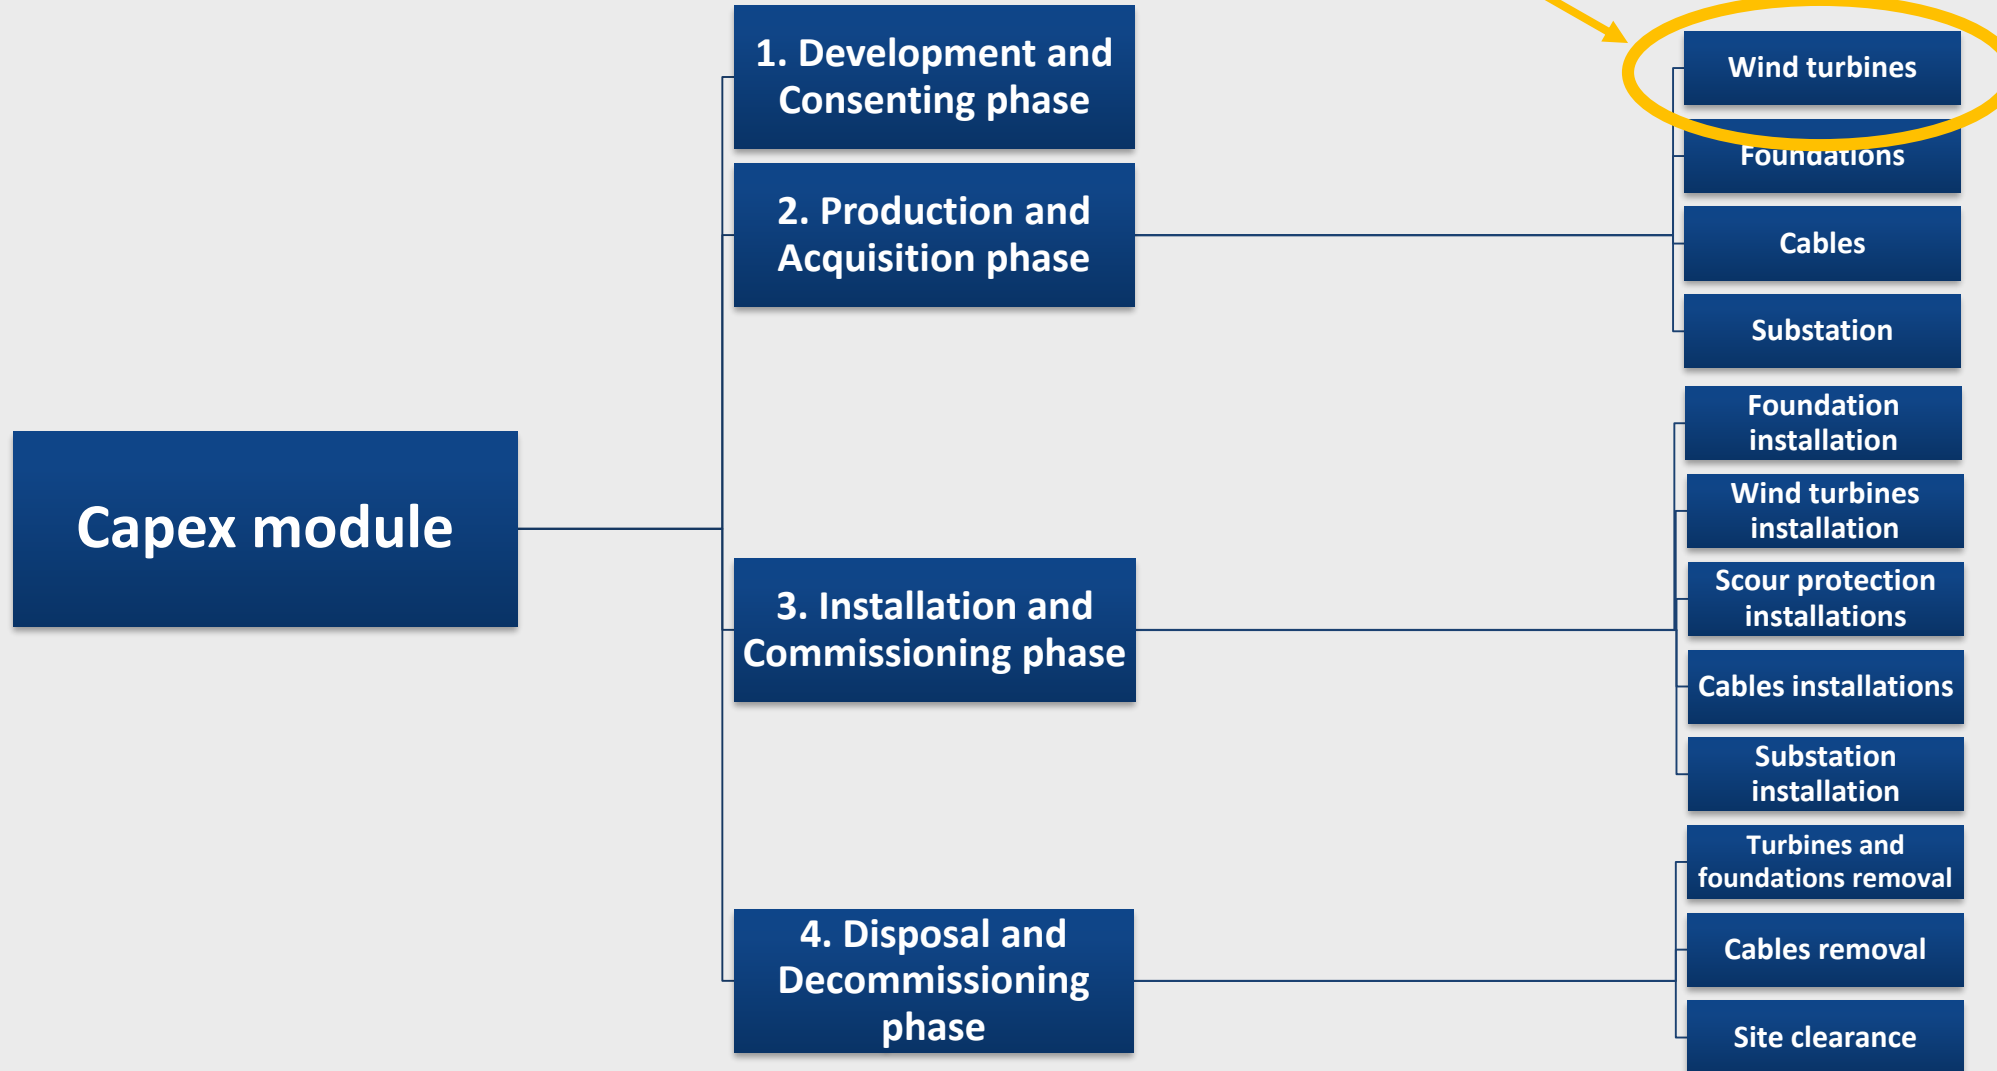 Capex module
1. Development and
Consenting phase
2. Production and
Acquisition phase
Wind turbines
Foundations
Cables
Substation
3. Installation and
Commissioning phase
Foundation
installation
Wind turbines
installation
Scour protection
installations
Cables installations
Substation
installation
4. Disposal and
Decommissioning
phase
Turbines and
foundations removal
Cables removal
Site clearance